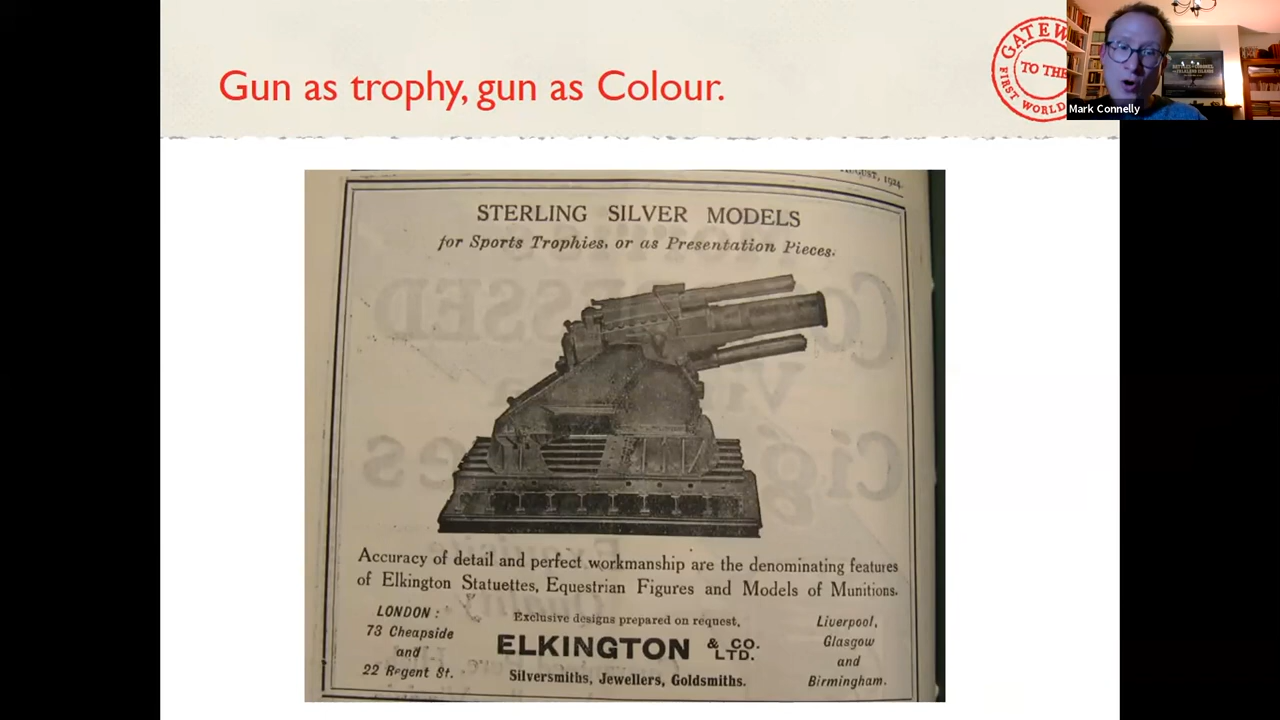 Gun as trophy, gun as Colour.
GATEW
TO THE
FIRST WORLD
Mark Connelly
AUGUST, 1924.
STERLING SILVER MODELS
for Sports Trophies, or as Presentation Pieces.
Accuracy of detail and perfect workmanship are the denominating features
of Elkington Statuettes, Equestrian Figures and Models of Munitions.
LONDON :
73 Cheapside
and
22 Regent St.
Exclusive designs prepared on request.
ELKINGTON & CO. LTD.
Silversmiths, Jewellers, Goldsmiths.
Liverpool,
Glasgow
and
Birmingham.